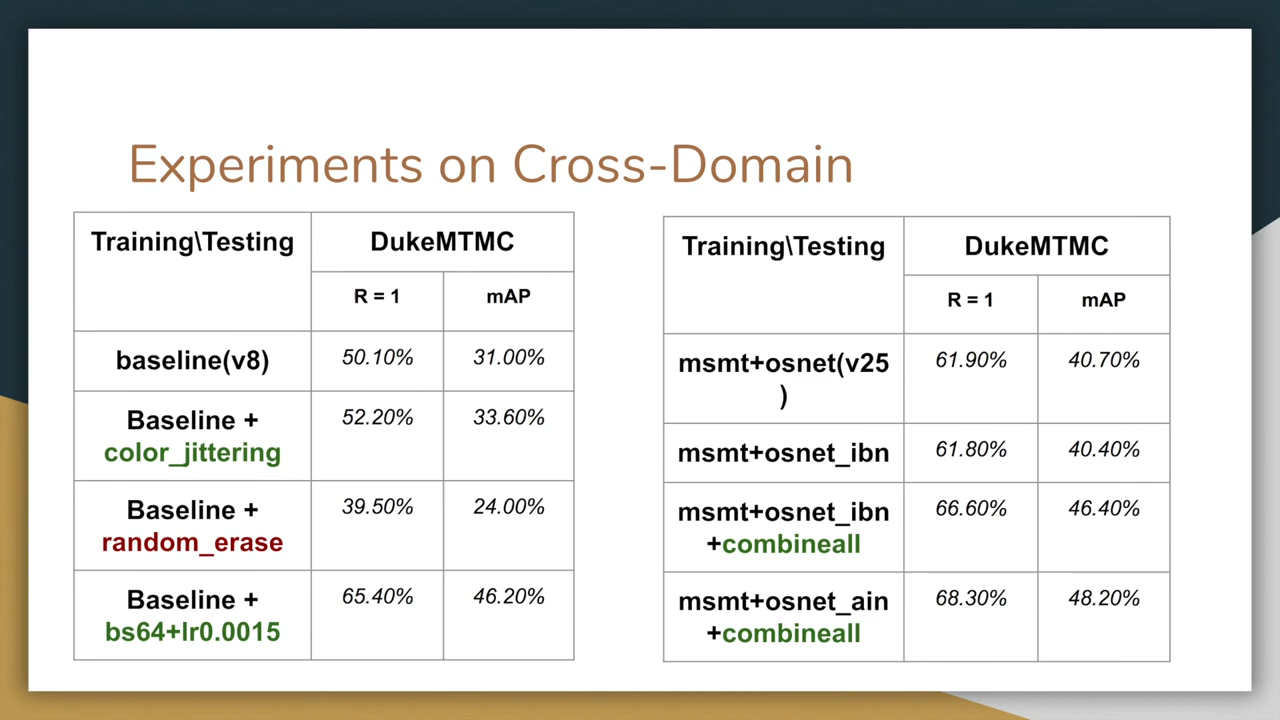 Experiments on Cross-Domain
Training\Testing
DukeMTMC
R = 1
mAP
baseline(v8)
50.10%
31.00%
Baseline +
color_jittering
52.20%
33.60%
Baseline +
random_erase
39.50%
24.00%
Baseline +
bs64+lr0.0015
65.40%
46.20%
Training\Testing
DukeMTMC
R = 1
mAP
msmt+osnet(v25
)
61.90%
40.70%
msmt+osnet_ibn
61.80%
40.40%
msmt+osnet_ibn
+combineall
66.60%
46.40%
msmt+osnet_ain
+combineall
68.30%
48.20%